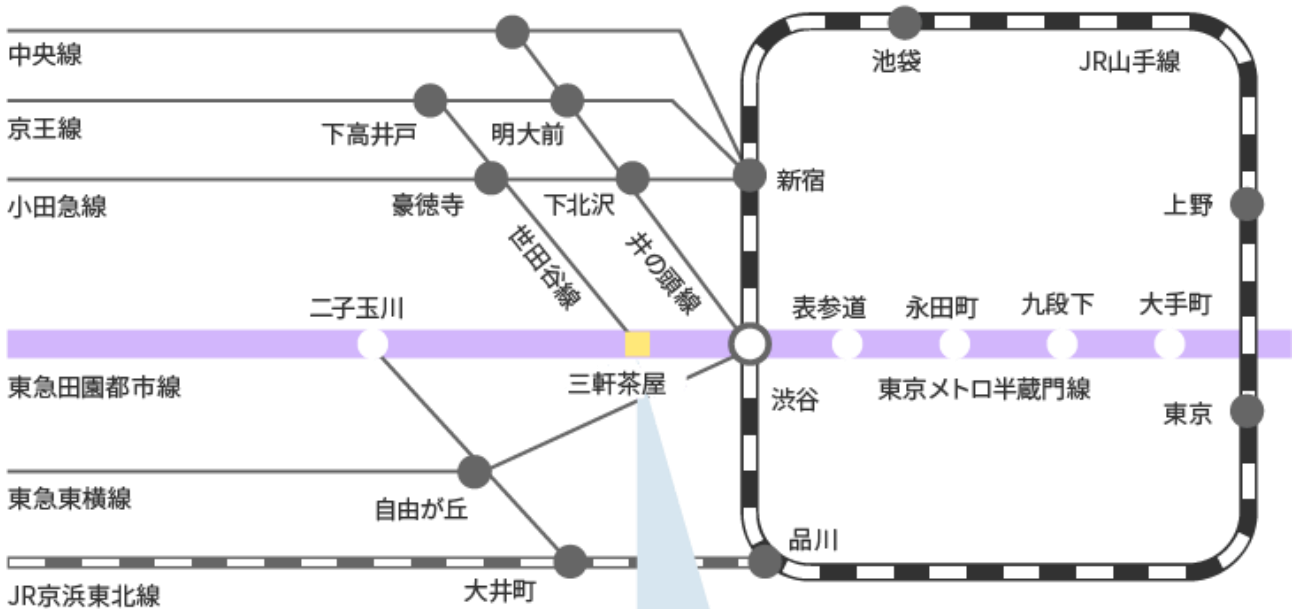 中央線
池袋
JR山手線
京王線
下高井戸
明大前
新宿
小田急線
豪徳寺
下北沢
上野
世田谷線
井の頭線
二子玉川
表参道
永田町
九段下
大手町
東急田園都市線
三軒茶屋
渋谷
東京メトロ半蔵門線
東京
東急東横線
自由が丘
品川
JR京浜東北線
大井町